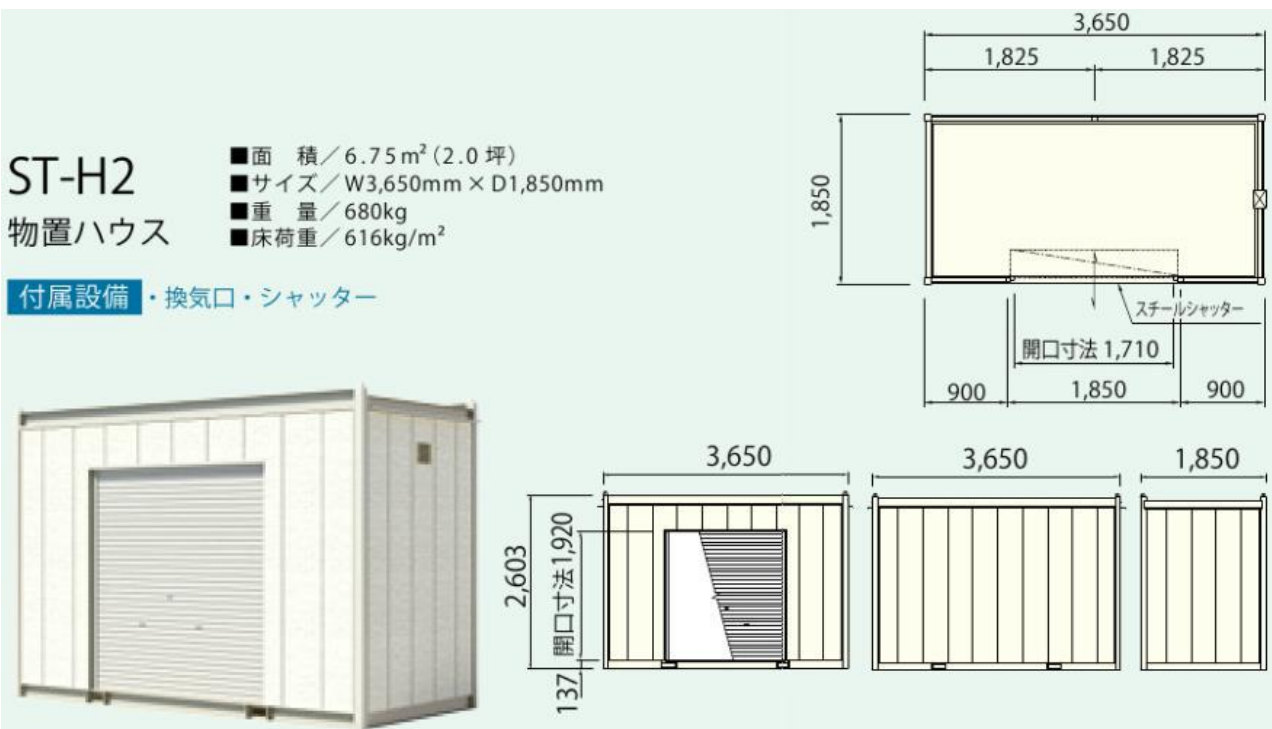 ST-H2
物置ハウス
■面　積／6.75m²(2.0 坪)
■サイズ／W3,650mm×D1,850mm
■重　量／680kg
■床荷重／616kg/m²
付属設備・換気口・シャッター
3,650
1,825
1,825
1,850
スチールシャッター
開口寸法 1,710
900
1,850
900
3,650
2,603
開口寸法1,920
137
3,650
1,850